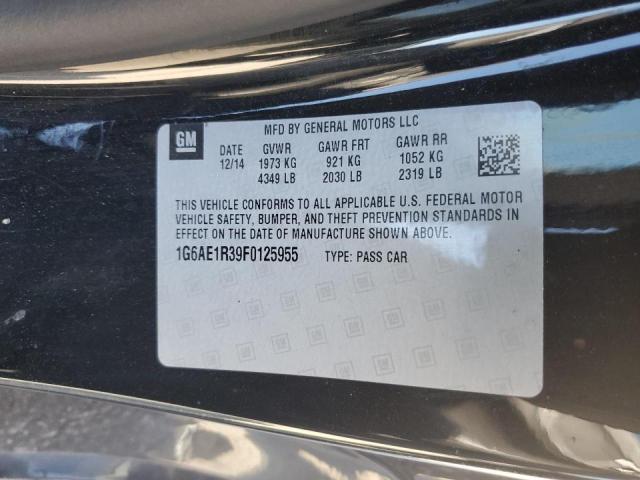 MFD BY GENERAL MOTORS LLC
GM
DATE GVWR GAWR FRT GAWR RR
12/14 1973 KG 921 KG 1052 KG
4349 LB 2030 LB 2319 LB
THIS VEHICLE CONFORMS TO ALL APPLICABLE U.S. FEDERAL MOTOR
VEHICLE SAFETY, BUMPER, AND THEFT PREVENTION STANDARDS IN
EFFECT ON THE DATE OF MANUFACTURE SHOWN ABOVE.
1G6AE1R39F0125955 TYPE: PASS CAR